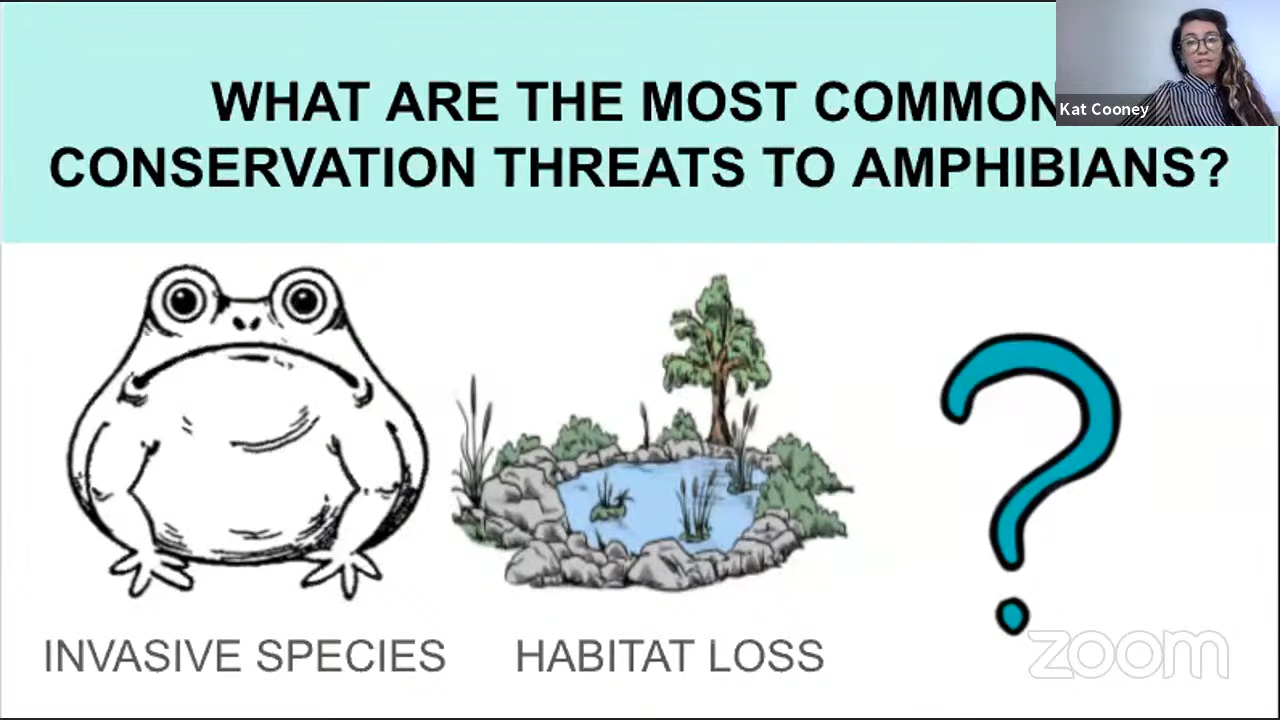 WHAT ARE THE MOST COMMON
CONSERVATION THREATS TO AMPHIBIANS?
Kat Cooney
INVASIVE SPECIES
HABITAT LOSS
zoom